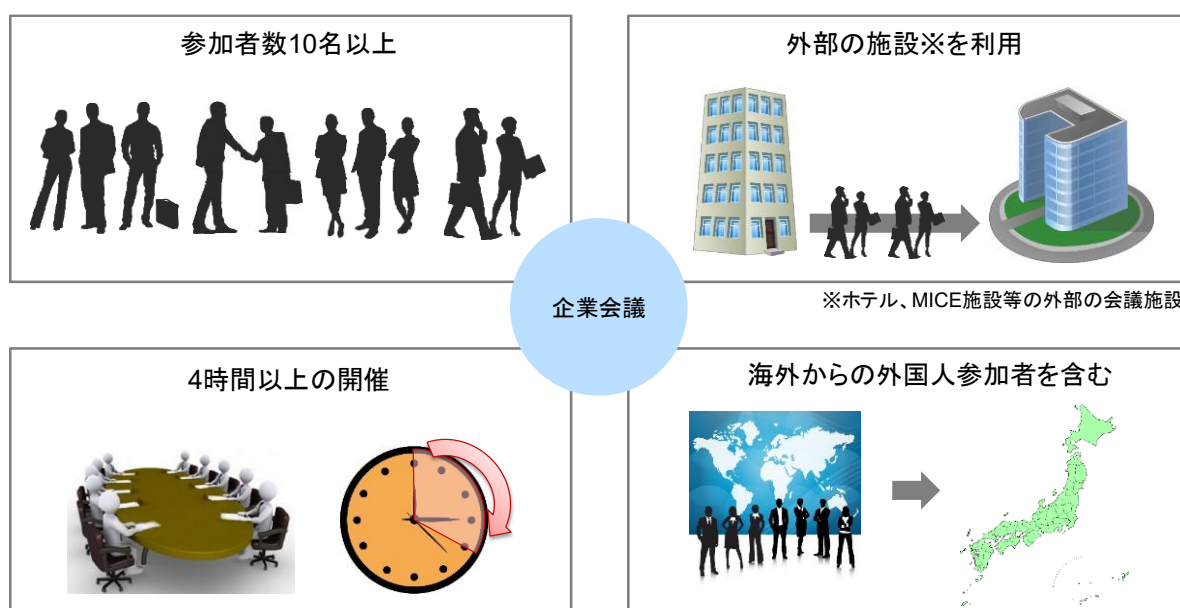 参加者数10名以上
外部の施設※を利用
※ホテル、MICE施設等の外部の会議施設
企業会議
4時間以上の開催
海外からの外国人参加者を含む